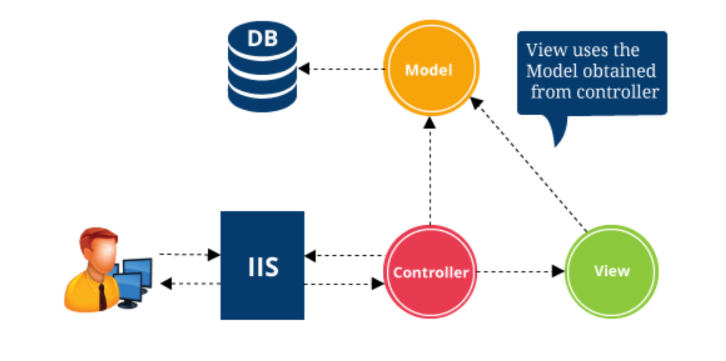 DB
Model
View uses the
Model obtained
from controller
IIS
Controller
View